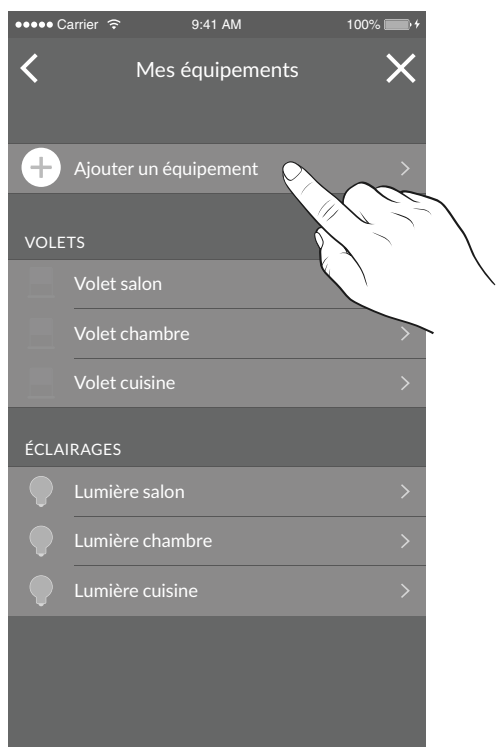 Carrier 9:41 AM 100%
Mes équipements
Ajouter un équipement
VOLETS
Volet salon
Volet chambre
Volet cuisine
ÉCLAIRAGES
Lumière salon
Lumière chambre
Lumière cuisine